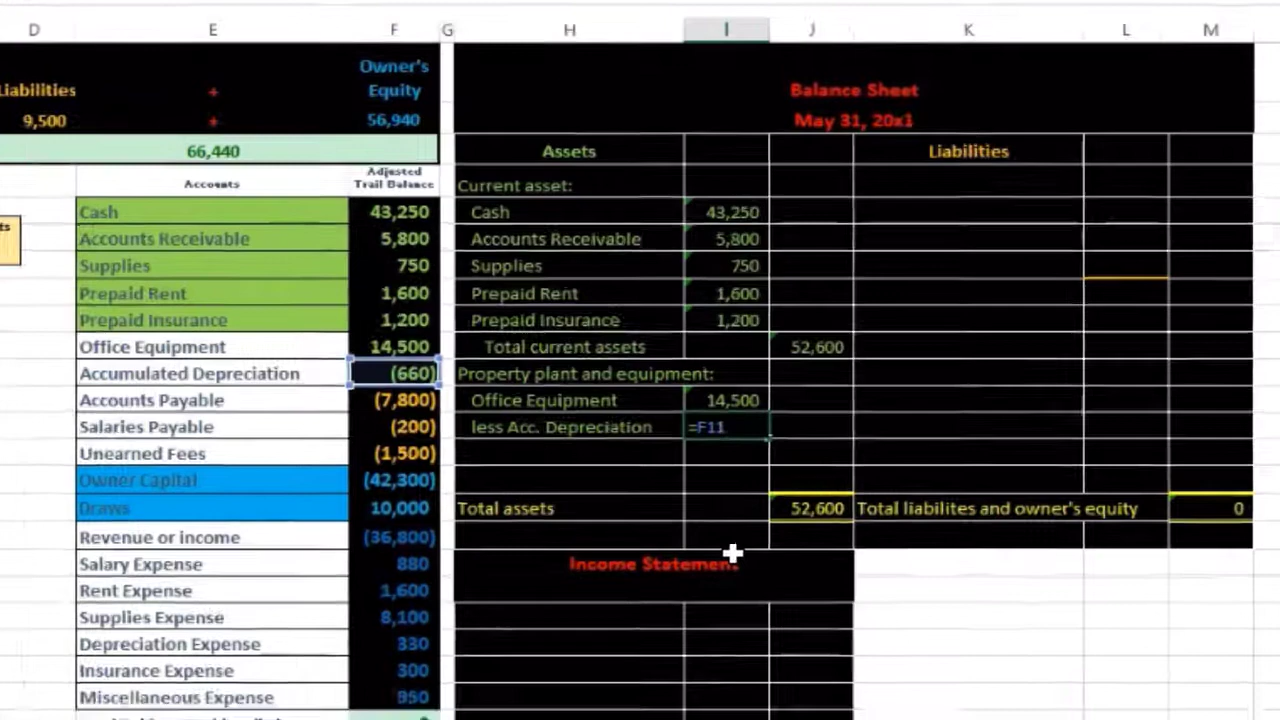 D E F G H I J K L M
Liabilities + Owner's Equity
9,500 + 56,940
66,440
Accounts Adjusted Trail Balance
Cash 43,250
Accounts Receivable 5,800
Supplies 750
Prepaid Rent 1,600
Prepaid Insurance 1,200
Office Equipment 14,500
Accumulated Depreciation (660)
Accounts Payable (7,800)
Salaries Payable (200)
Unearned Fees (1,500)
Owner Capital (42,300)
Draws 10,000
Revenue or income (36,800)
Salary Expense 880
Rent Expense 1,600
Supplies Expense 8,100
Depreciation Expense 330
Insurance Expense 300
Miscellaneous Expense 950
Balance Sheet
May 31, 20x1
Assets Liabilities
Current asset:
Cash 43,250
Accounts Receivable 5,800
Supplies 750
Prepaid Rent 1,600
Prepaid Insurance 1,200
Total current assets 52,600
Property plant and equipment:
Office Equipment 14,500
less Acc. Depreciation =F11
Total assets 52,600 Total liabilites and owner's equity 0
Income Statement